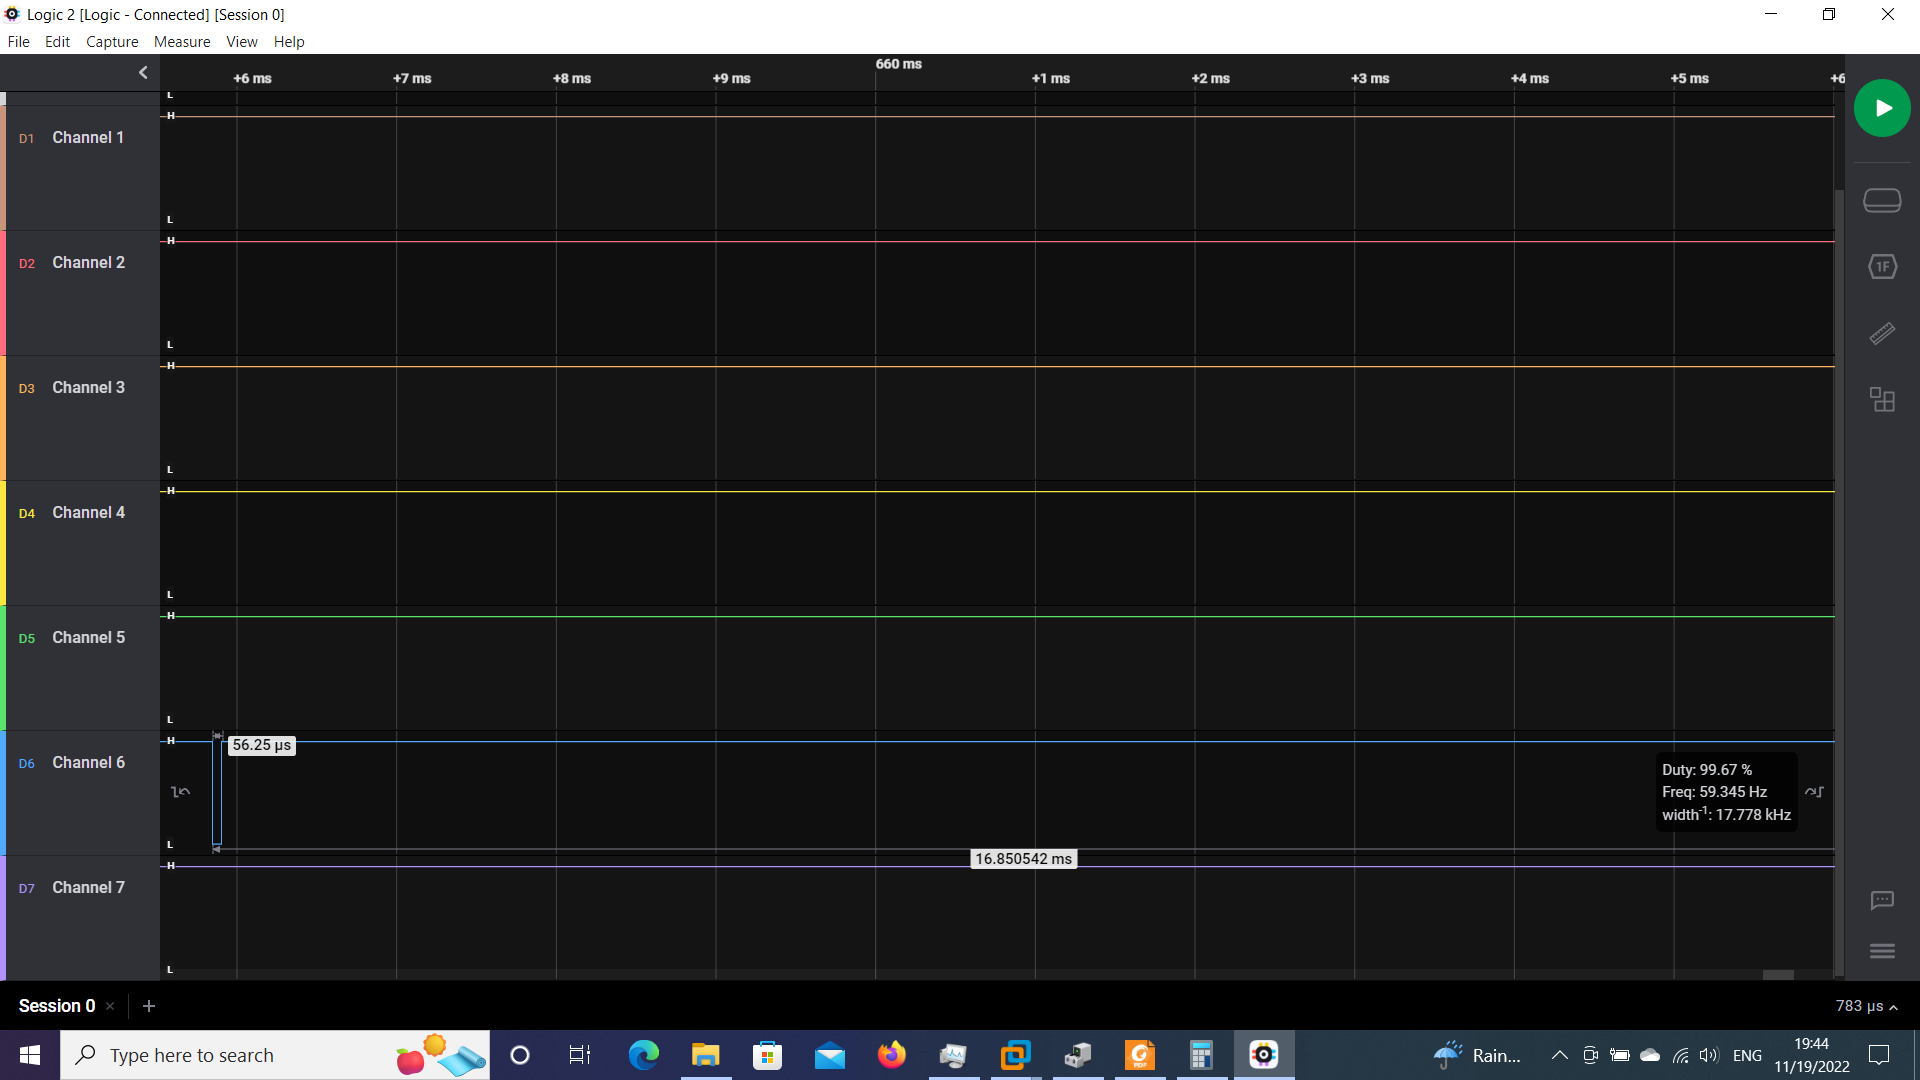 Logic 2 [Logic - Connected] [Session 0]
File Edit Capture Measure View Help
660 ms
+6 ms +7 ms +8 ms +9 ms +1 ms +2 ms +3 ms +4 ms +5 ms +6
L
H
D1 Channel 1
L
H
D2 Channel 2
1F
L
H
D3 Channel 3
L
H
D4 Channel 4
L
H
D5 Channel 5
L
H
56.25 µs
D6 Channel 6
Duty: 99.67 %
Freq: 59.345 Hz
width⁻¹: 17.778 kHz
L
16.850542 ms
H
D7 Channel 7
L
Session 0 × +
783 µs
Type here to search
PDF
Rain...
ENG
19:44
11/19/2022